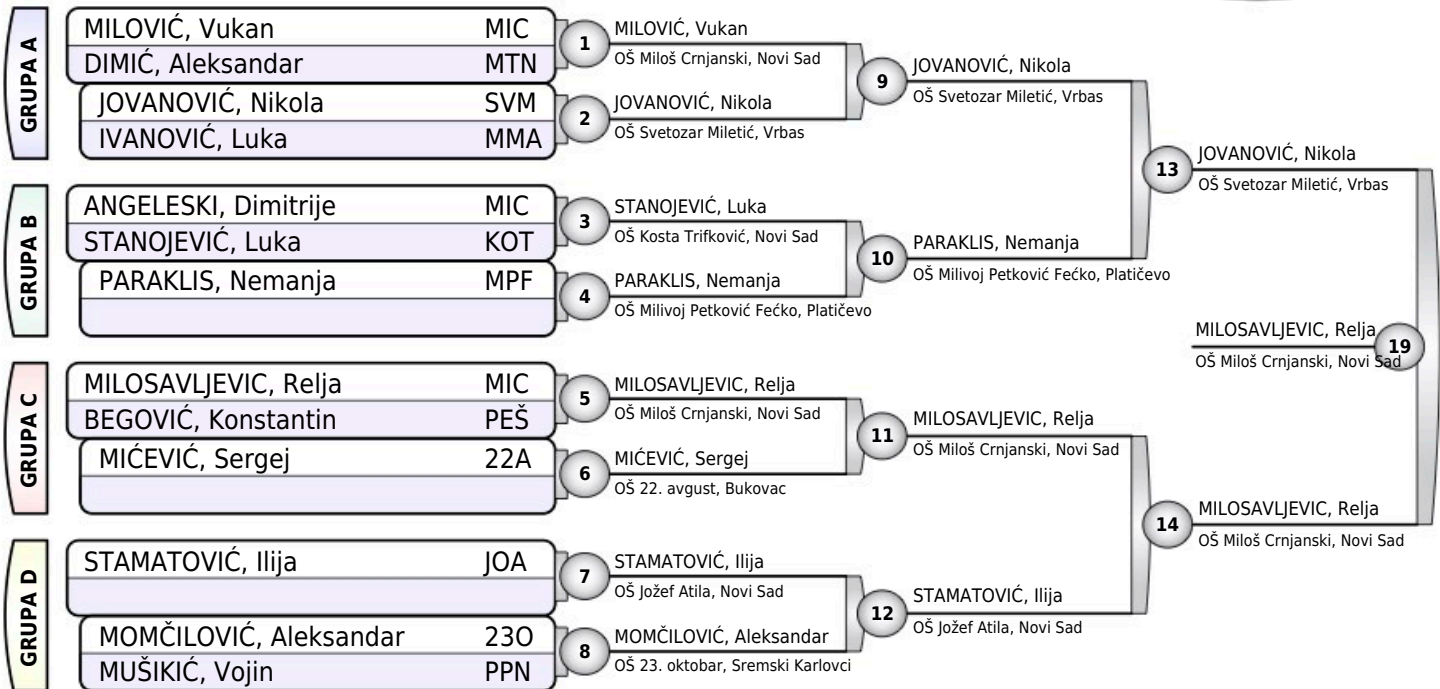 GRUPA A
MILOVIĆ, Vukan MIC
DIMIĆ, Aleksandar MTN
JOVANOVIĆ, Nikola SVM
IVANOVIĆ, Luka MMA
GRUPA B
ANGELESKI, Dimitrije MIC
STANOJEVIĆ, Luka KOT
PARAKLIS, Nemanja MPF
GRUPA C
MILOSAVLJEVIC, Relja MIC
BEGOVIĆ, Konstantin PEŠ
MIĆEVIĆ, Sergej 22A
GRUPA D
STAMATOVIĆ, Ilija JOA
MOMČILOVIĆ, Aleksandar 23O
MUŠIKIĆ, Vojin PPN
1
MILOVIĆ, Vukan
OŠ Miloš Crnjanski, Novi Sad
2
JOVANOVIĆ, Nikola
OŠ Svetozar Miletić, Vrbas
3
STANOJEVIĆ, Luka
OŠ Kosta Trifković, Novi Sad
4
PARAKLIS, Nemanja
OŠ Milivoj Petković Fećko, Platičevo
5
MILOSAVLJEVIC, Relja
OŠ Miloš Crnjanski, Novi Sad
6
MIĆEVIĆ, Sergej
OŠ 22. avgust, Bukovac
7
STAMATOVIĆ, Ilija
OŠ Jožef Atila, Novi Sad
8
MOMČILOVIĆ, Aleksandar
OŠ 23. oktobar, Sremski Karlovci
9
JOVANOVIĆ, Nikola
OŠ Svetozar Miletić, Vrbas
10
PARAKLIS, Nemanja
OŠ Milivoj Petković Fećko, Platičevo
11
MILOSAVLJEVIC, Relja
OŠ Miloš Crnjanski, Novi Sad
12
STAMATOVIĆ, Ilija
OŠ Jožef Atila, Novi Sad
13
JOVANOVIĆ, Nikola
OŠ Svetozar Miletić, Vrbas
14
MILOSAVLJEVIC, Relja
OŠ Miloš Crnjanski, Novi Sad
MILOSAVLJEVIC, Relja
OŠ Miloš Crnjanski, Novi Sad
19